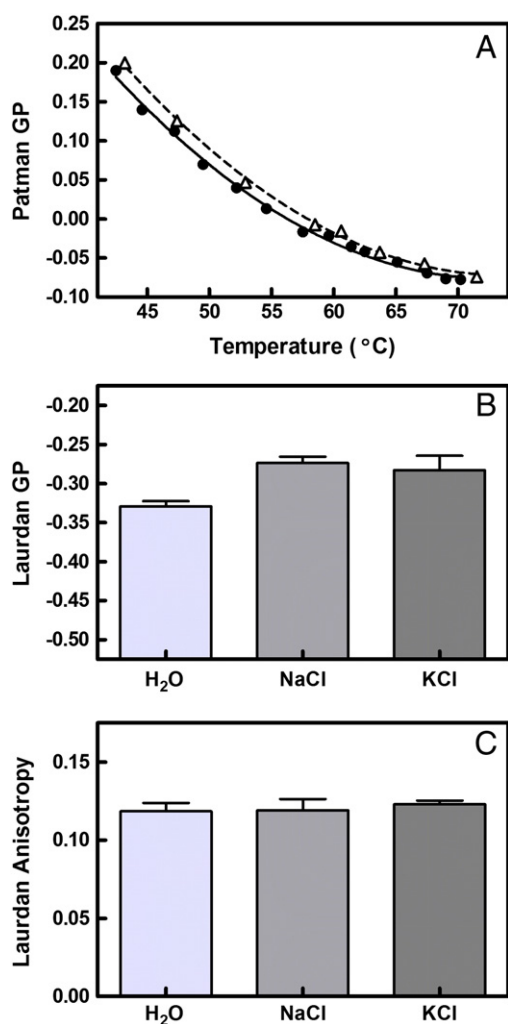 A
0.25
0.20
0.15
0.10
0.05
0.00
-0.05
-0.10
Patman GP
45 50 55 60 65 70
Temperature (°C)
B
-0.20
-0.25
-0.30
-0.35
-0.40
-0.45
-0.50
Laurdan GP
H₂O NaCl KCl
C
0.15
0.10
0.05
0.00
Laurdan Anisotropy
H₂O NaCl KCl